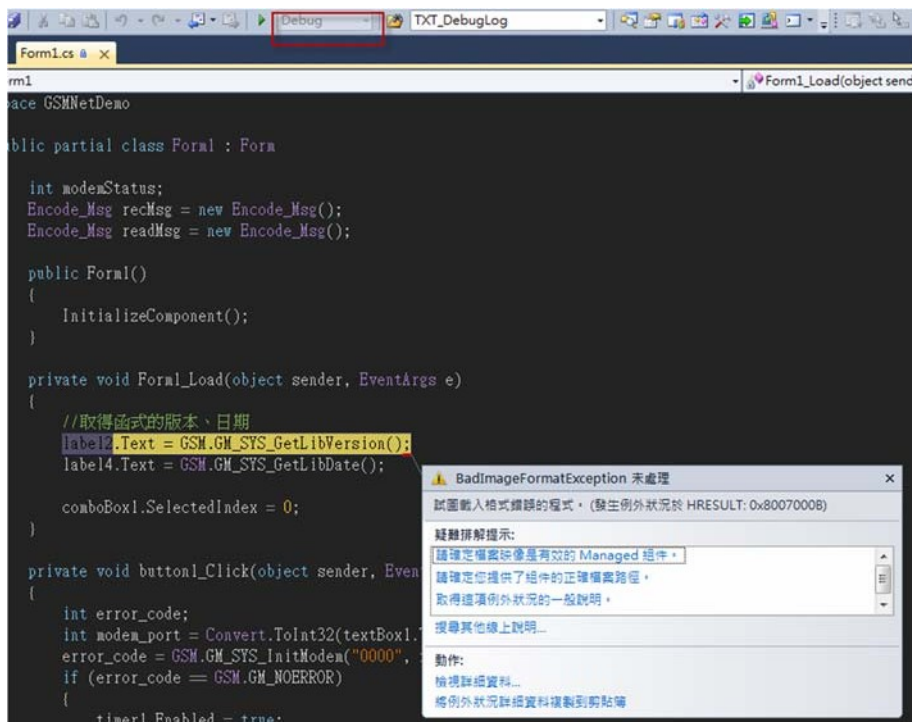 Debug
TXT_DebugLog
Form1.cs
rm1
Form1_Load(object send
pace GSMNetDemo
blic partial class Form1 : Form
int modemStatus;
Encode_Msg recMsg = new Encode_Msg();
Encode_Msg readMsg = new Encode_Msg();
public Form1()
{
InitializeComponent();
}
private void Form1_Load(object sender, EventArgs e)
{
//取得函式的版本、日期
label2.Text = GSM.GM_SYS_GetLibVersion();
label4.Text = GSM.GM_SYS_GetLibDate();
comboBox1.SelectedIndex = 0;
}
private void button1_Click(object sender, Even
{
int error_code;
int modem_port = Convert.ToInt32(textBox1.
error_code = GSM.GM_SYS_InitModem("0000",
if (error_code == GSM.GM_NOERROR)
{
timer1.Enabled = true;
BadImageFormatException 未處理
試圖載入格式錯誤的程式。 (發生例外狀況於 HRESULT: 0x8007000B)
疑難排解提示:
請確定檔案映像是有效的 Managed 組件。
請確定您提供了組件的正確檔案路徑。
取得這項例外狀況的一般說明。
搜尋其他線上說明...
動作:
檢視詳細資料...
將例外狀況詳細資料複製到剪貼簿